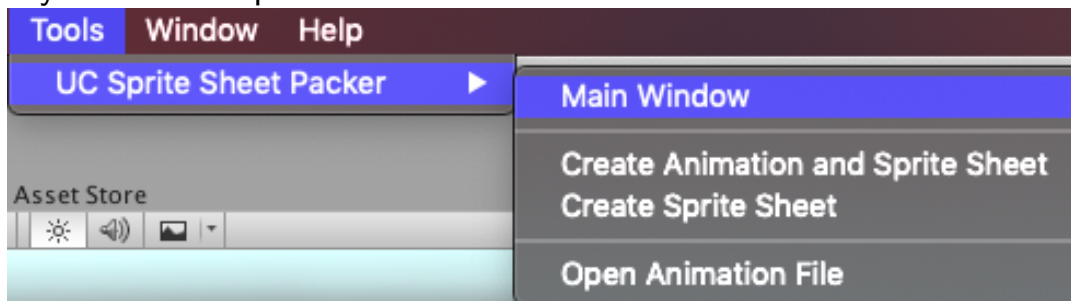 Tools Window Help
UC Sprite Sheet Packer
Main Window
Create Animation and Sprite Sheet
Asset Store
Create Sprite Sheet
Open Animation File